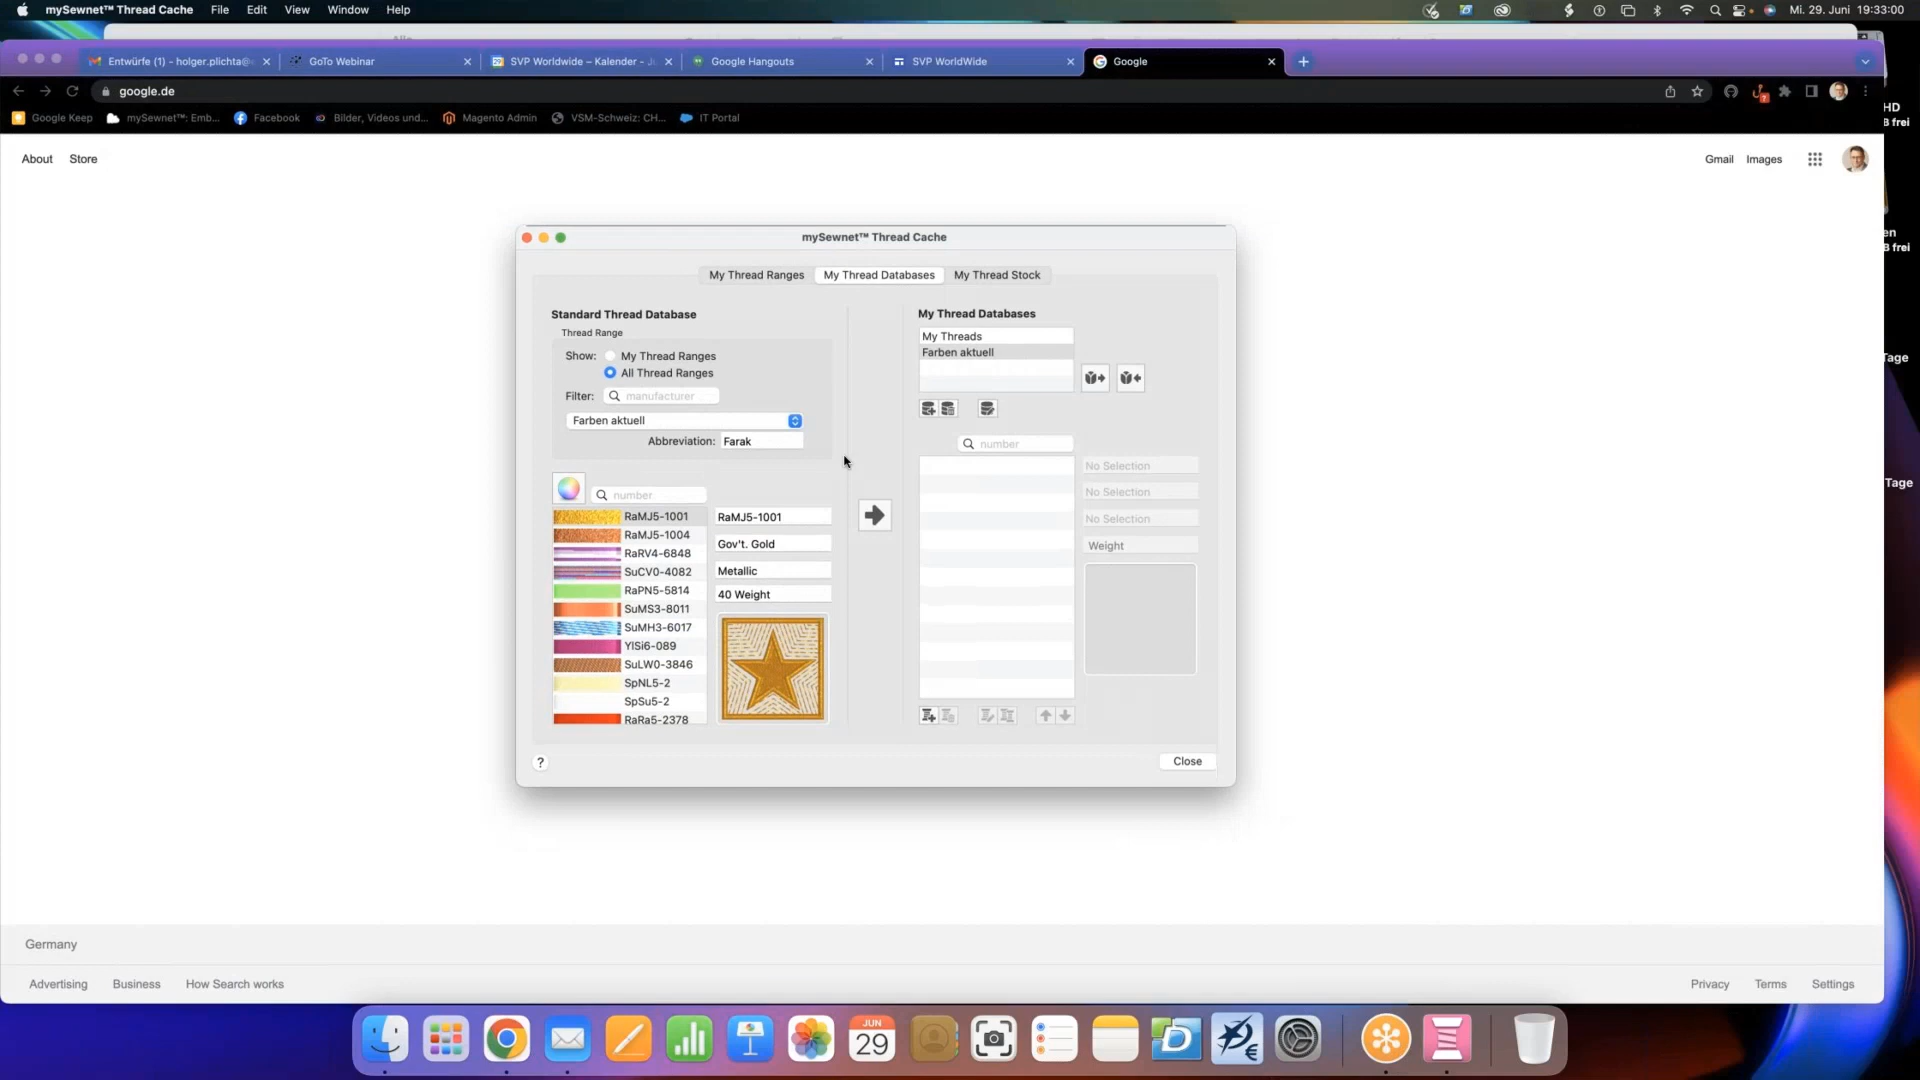 mySewnet™ Thread Cache File Edit View Window Help Mi. 29. Juni 19:33:00
Entwürfe (1) - holger.plichta@ GoTo Webinar SVP Worldwide – Kalender - J Google Hangouts SVP WorldWide Google
google.de
Google Keep mySewnet™: Emb... Facebook Bilder, Videos und... Magento Admin VSM-Schweiz: CH... IT Portal
HD
B frei
About Store Gmail Images
en
B frei
mySewnet™ Thread Cache
My Thread Ranges My Thread Databases My Thread Stock
Standard Thread Database
Thread Range
Show: My Thread Ranges
All Thread Ranges
Filter: manufacturer
Farben aktuell
Abbreviation: Farak
number
RaMJ5-1001
RaMJ5-1004
RaRV4-6848
SuCV0-4082
RaPN5-5814
SuMS3-8011
SuMH3-6017
YlSi6-089
SuLW0-3846
SpNL5-2
SpSu5-2
RaRa5-2378
RaMJ5-1001
Gov't. Gold
Metallic
40 Weight
My Thread Databases
My Threads
Farben aktuell
number
No Selection
No Selection
No Selection
Weight
? Close
Tage
Tage
Germany
Advertising Business How Search works Privacy Terms Settings
JUN
29